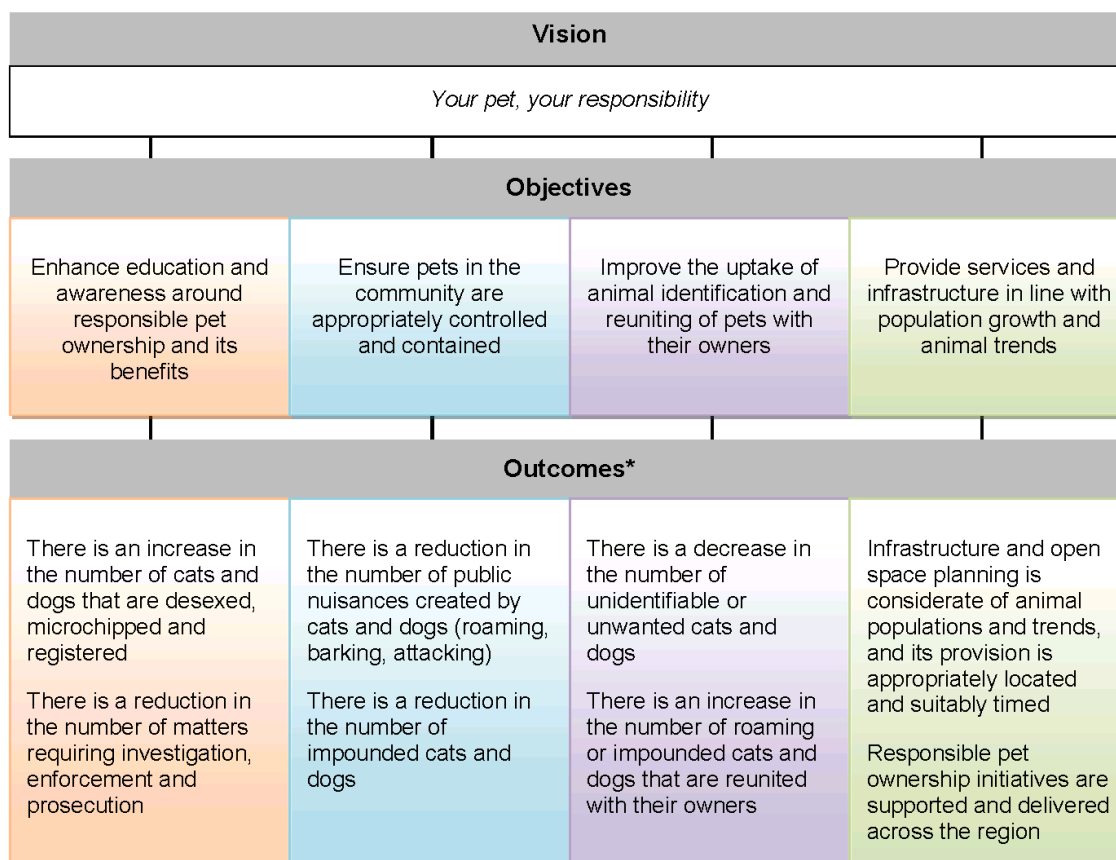 Vision
Your pet, your responsibility
Objectives
Enhance education and
awareness around
responsible pet
ownership and its
benefits
Ensure pets in the
community are
appropriately controlled
and contained
Improve the uptake of
animal identification and
reuniting of pets with
their owners
Provide services and
infrastructure in line with
population growth and
animal trends
Outcomes*
There is an increase in
the number of cats and
dogs that are desexed,
microchipped and
registered
There is a reduction in
the number of matters
requiring investigation,
enforcement and
prosecution
There is a reduction in
the number of public
nuisances created by
cats and dogs (roaming,
barking, attacking)
There is a reduction in
the number of
impounded cats and
dogs
There is a decrease in
the number of
unidentifiable or
unwanted cats and
dogs
There is an increase in
the number of roaming
or impounded cats and
dogs that are reunited
with their owners
Infrastructure and open
space planning is
considerate of animal
populations and trends,
and its provision is
appropriately located
and suitably timed
Responsible pet
ownership initiatives are
supported and delivered
across the region